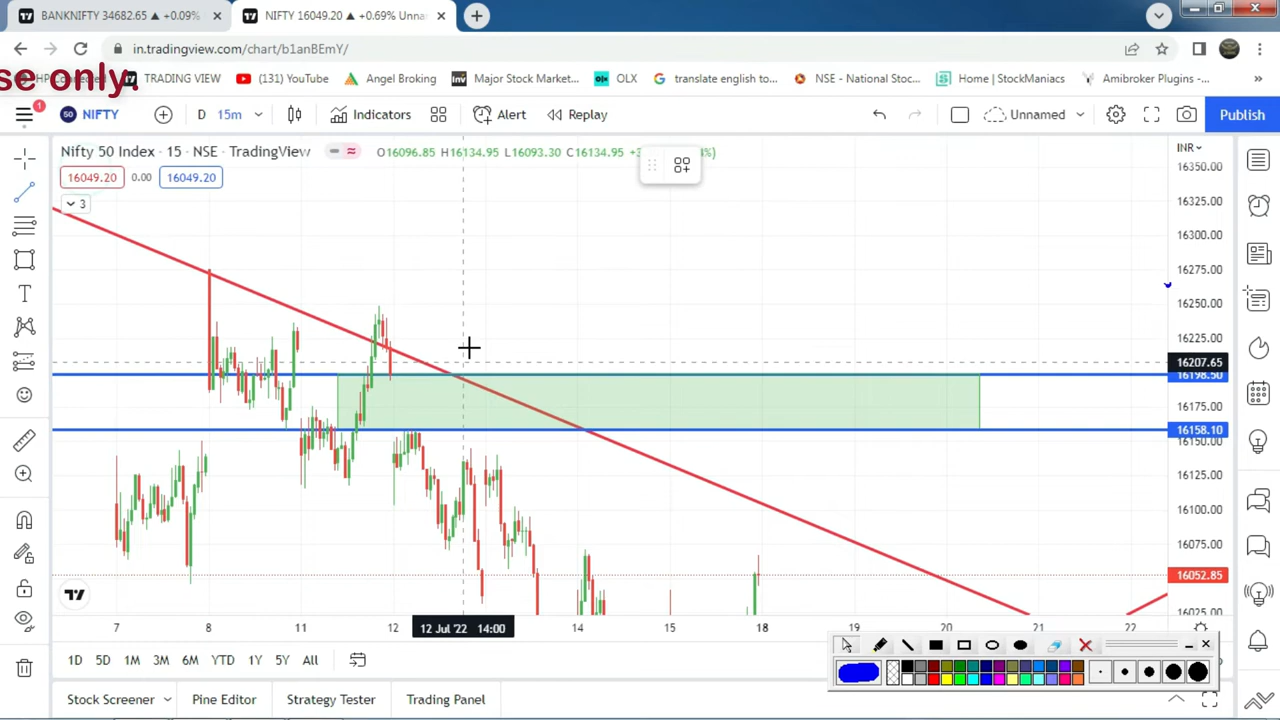 BANKNIFTY 34682.65 ▲ +0.09%
NIFTY 16049.20 ▲ +0.69% Unnar
in.tradingview.com/chart/b1anBEmY/
se only.
TRADING VIEW
(131) YouTube
Angel Broking
Major Stock Market...
OLX
translate english to...
NSE - National Stoc...
Home | StockManiacs
Amibroker Plugins -...
1
50 NIFTY
D
15m
Indicators
Alert
Replay
Unnamed
Publish
Nifty 50 Index · 15 · NSE · TradingView
O16096.85 H16134.95 L16093.30 C16134.95
16049.20 0.00 16049.20
3
INR
16350.00
16325.00
16300.00
16275.00
16250.00
16225.00
16207.65
16198.50
16175.00
16158.10
16150.00
16125.00
16100.00
16075.00
16052.85
16025.00
7 8 11 12 12 Jul '22 14:00 14 15 18 19 20 21 22
1D 5D 1M 3M 6M YTD 1Y 5Y All
Stock Screener
Pine Editor
Strategy Tester
Trading Panel